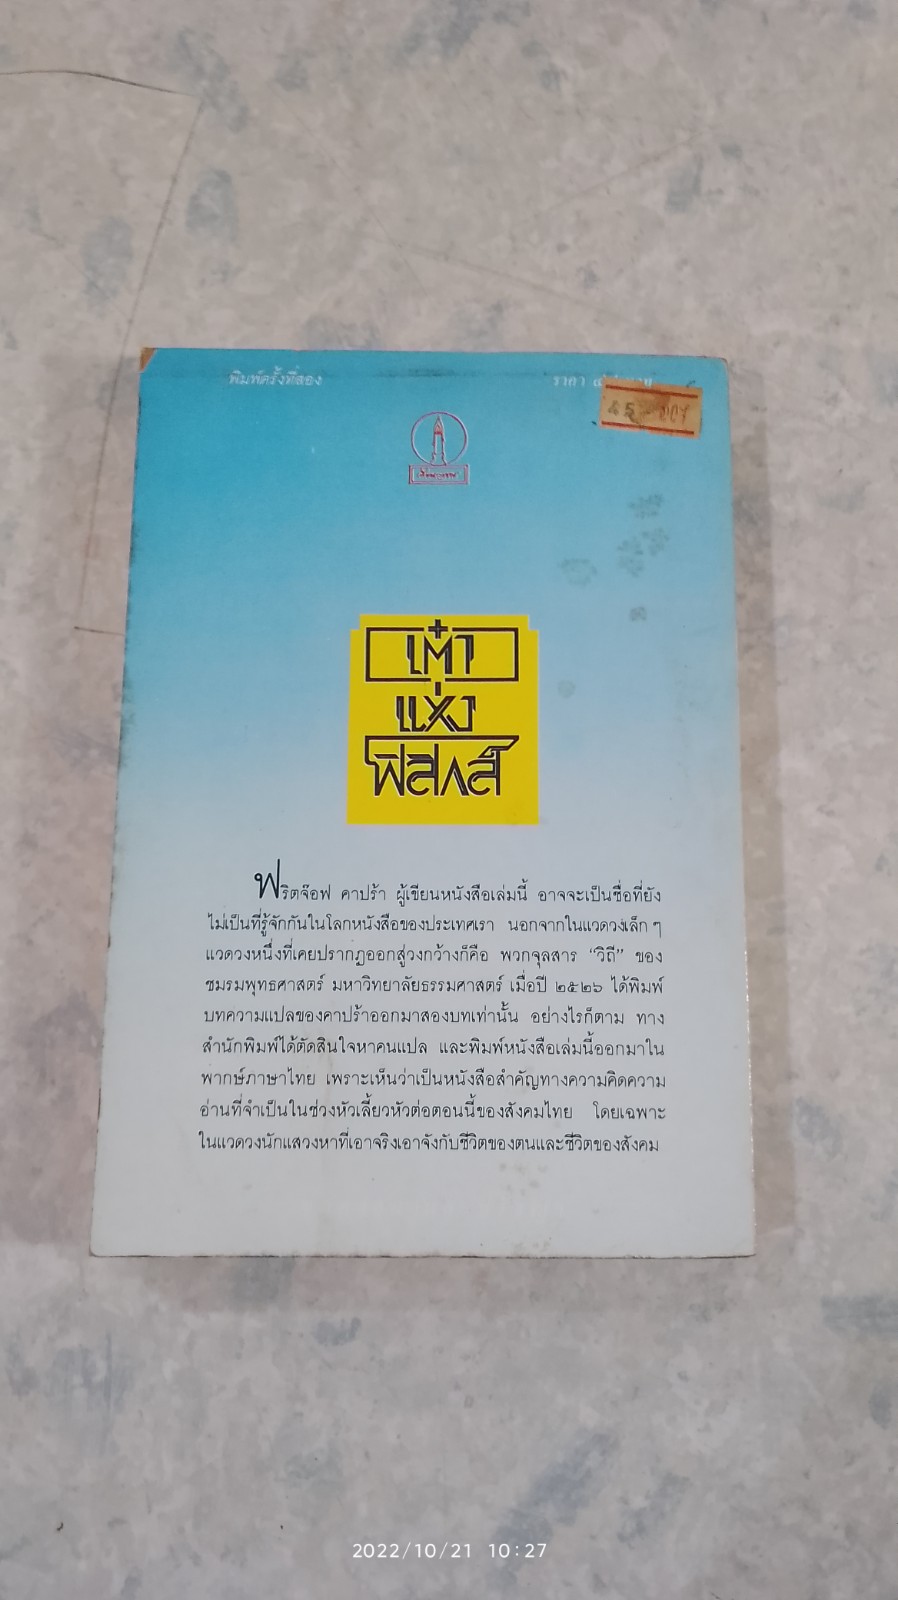 พิมพ์ครั้งที่สอง
ราคา
45
เต๋า
แห่ง
ฟิสิคส์
ฟริตจ๊อฟ คาปร้า ผู้เขียนหนังสือเล่มนี้ อาจจะเป็นชื่อที่ยัง
ไม่เป็นที่รู้จักกันในโลกหนังสือของประเทศเรา นอกจากในแวดวงเล็ก ๆ
แวดวงหนึ่งที่เคยปรากฏออกสู่วงกว้างก็คือ พวกจุลสาร “วิถี” ของ
ชมรมพุทธศาสตร์ มหาวิทยาลัยธรรมศาสตร์ เมื่อปี ๒๕๒๖ ได้พิมพ์
บทความแปลของคาปร้าออกมาสองบทเท่านั้น อย่างไรก็ตาม ทาง
สำนักพิมพ์ได้ตัดสินใจหาคนแปล และพิมพ์หนังสือเล่มนี้ออกมาใน
พากษ์ภาษาไทย เพราะเห็นว่าเป็นหนังสือสำคัญทางความคิดความ
อ่านที่จำเป็นในช่วงหัวเลี้ยวหัวต่อตอนนี้ของสังคมไทย โดยเฉพาะ
ในแวดวงนักแสวงหาที่เอาจริงเอาจังกับชีวิตของตนและชีวิตของสังคม
2022/10/21 10:27